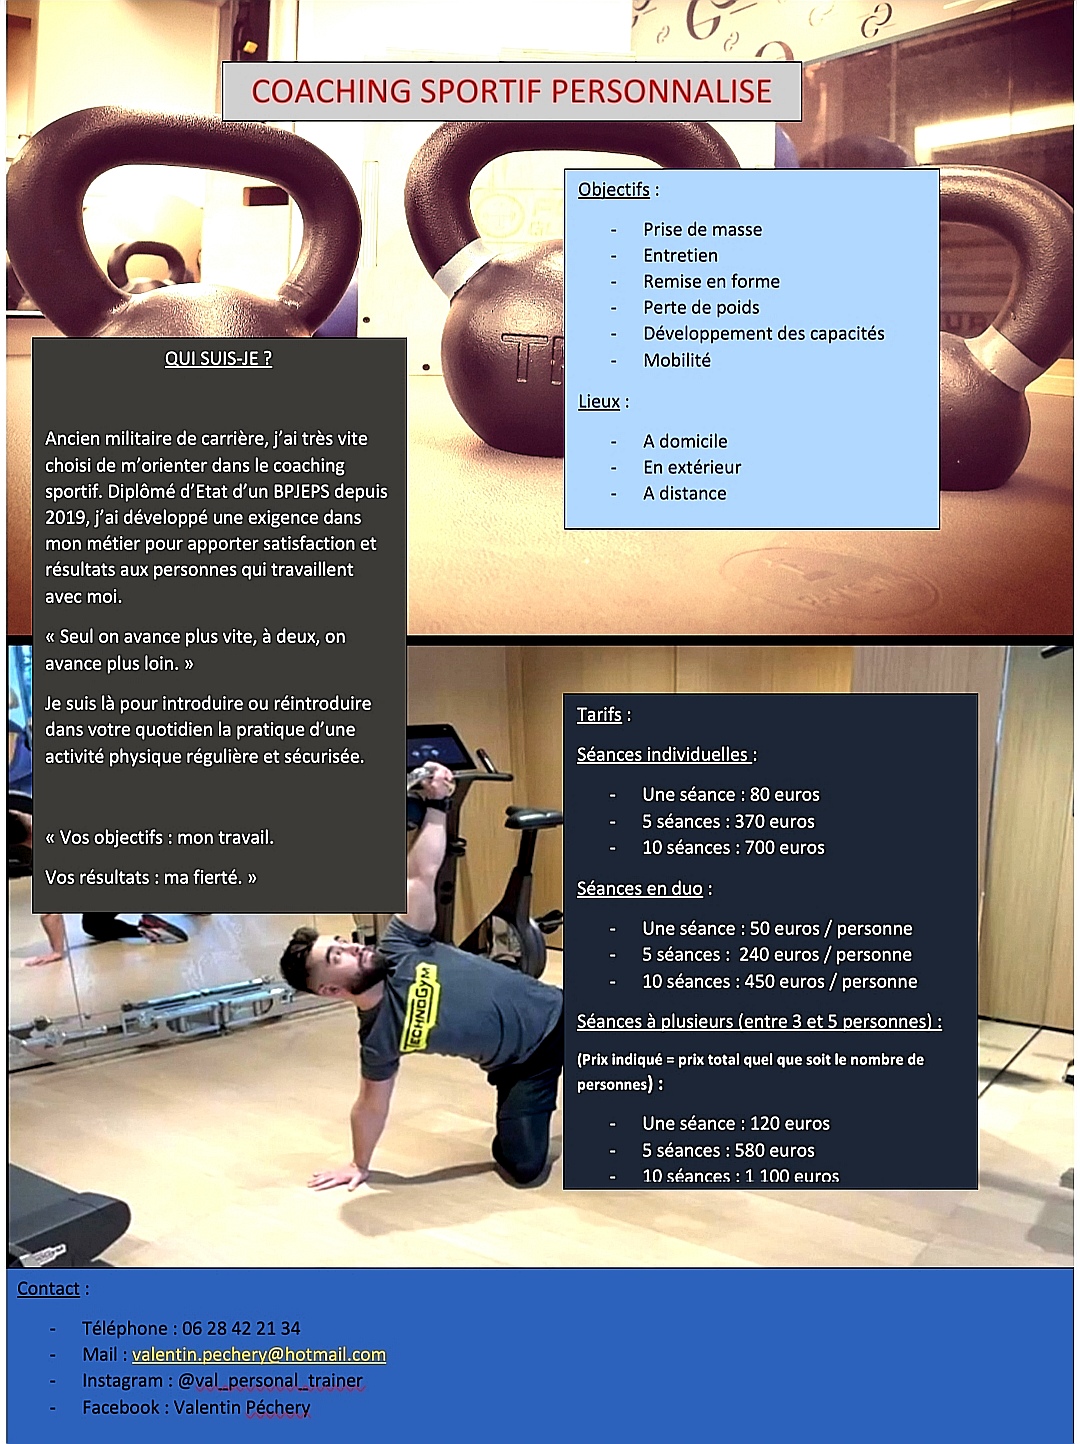 COACHING SPORTIF PERSONNALISE
Objectifs :
- Prise de masse
- Entretien
- Remise en forme
- Perte de poids
- Développement des capacités
- Mobilité
Lieux :
- A domicile
- En extérieur
- A distance
QUI SUIS-JE ?
Ancien militaire de carrière, j’ai très vite
choisi de m’orienter dans le coaching
sportif. Diplômé d’Etat d’un BPJEPS depuis
2019, j’ai développé une exigence dans
mon métier pour apporter satisfaction et
résultats aux personnes qui travaillent
avec moi.
« Seul on avance plus vite, à deux, on
avance plus loin. »
Je suis là pour introduire ou réintroduire
dans votre quotidien la pratique d’une
activité physique régulière et sécurisée.
« Vos objectifs : mon travail.
Vos résultats : ma fierté. »
TECHNOGYM
Tarifs :
Séances individuelles :
- Une séance : 80 euros
- 5 séances : 370 euros
- 10 séances : 700 euros
Séances en duo :
- Une séance : 50 euros / personne
- 5 séances :  240 euros / personne
- 10 séances : 450 euros / personne
Séances à plusieurs (entre 3 et 5 personnes) :
(Prix indiqué = prix total quel que soit le nombre de
personnes) :
- Une séance : 120 euros
- 5 séances : 580 euros
- 10 séances : 1 100 euros
Contact :
- Téléphone : 06 28 42 21 34
- Mail : valentin.pechery@hotmail.com
- Instagram : @val_personal_trainer
- Facebook : Valentin Péchery